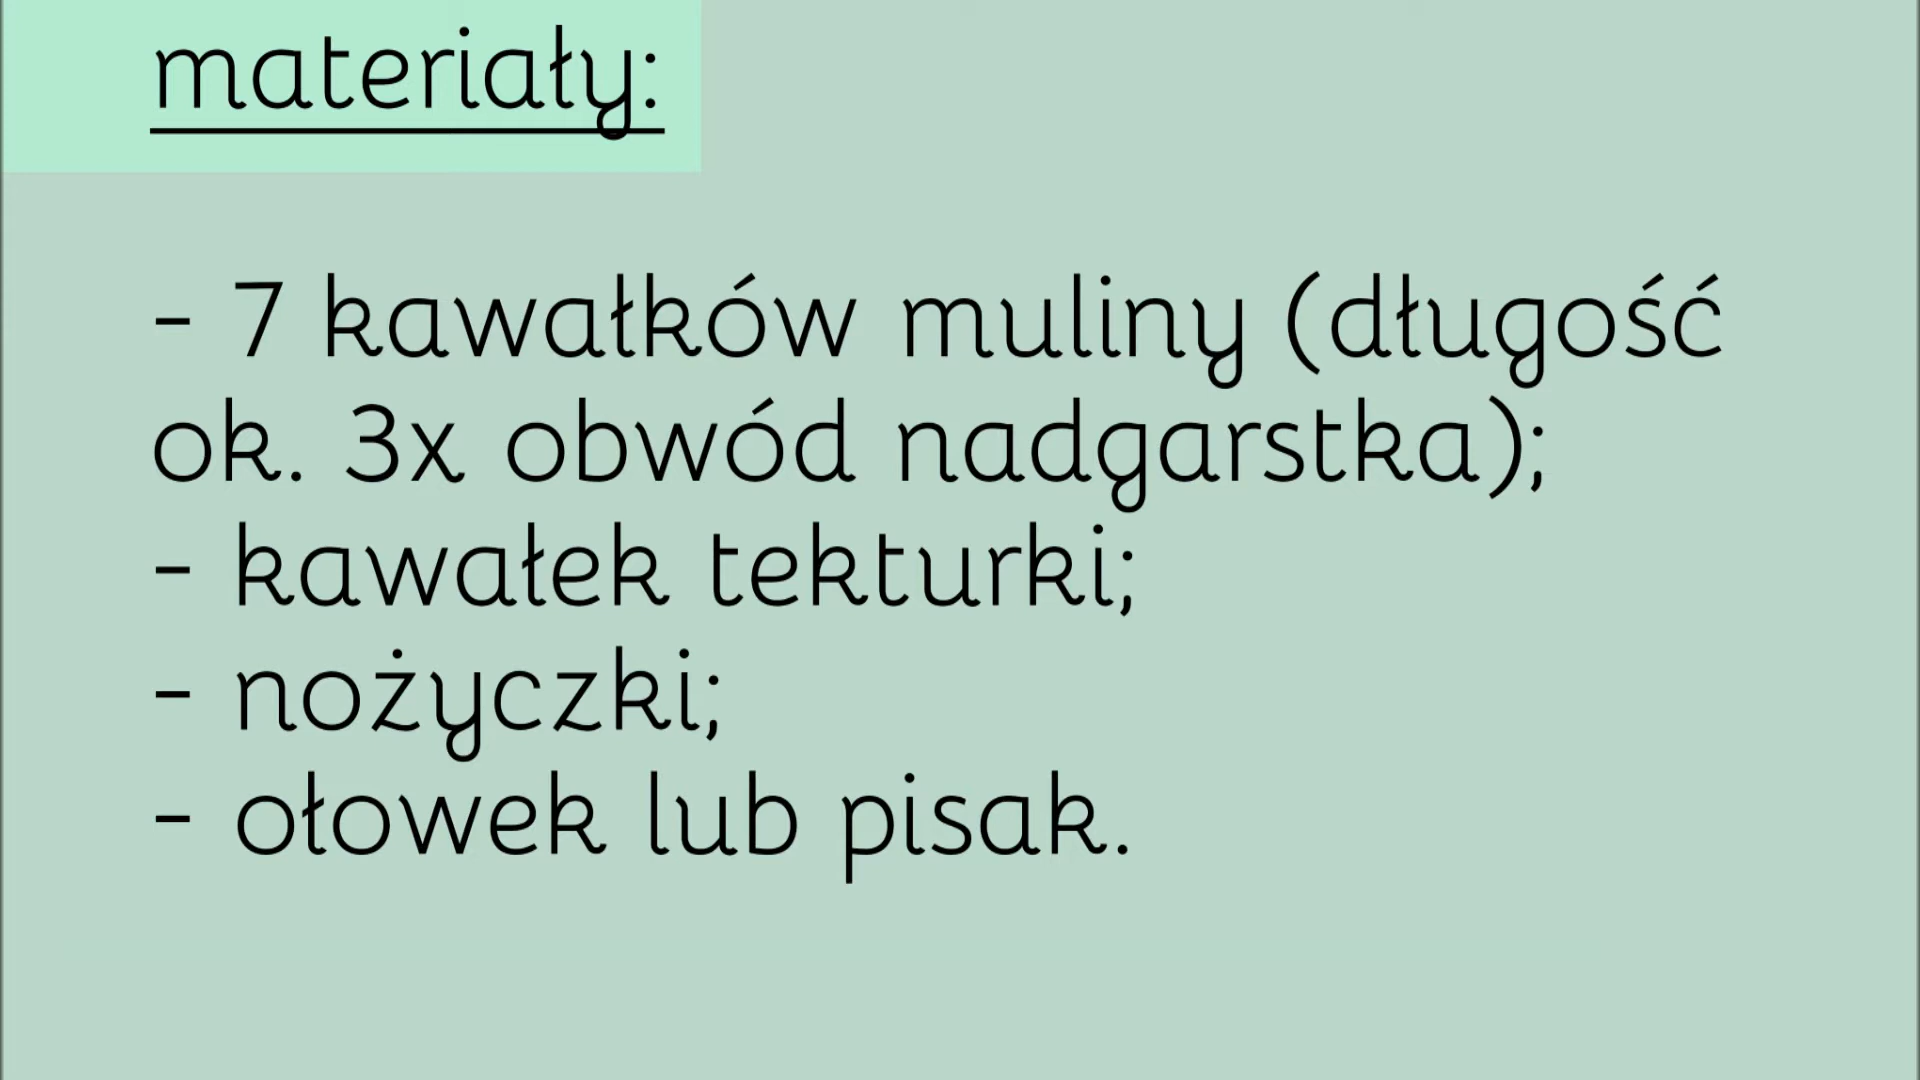 materiały:
- 7 kawałków muliny (długość
ok. 3x obwód nadgarstka);
- kawałek tekturki;
- nożyczki;
- ołowek lub pisak.